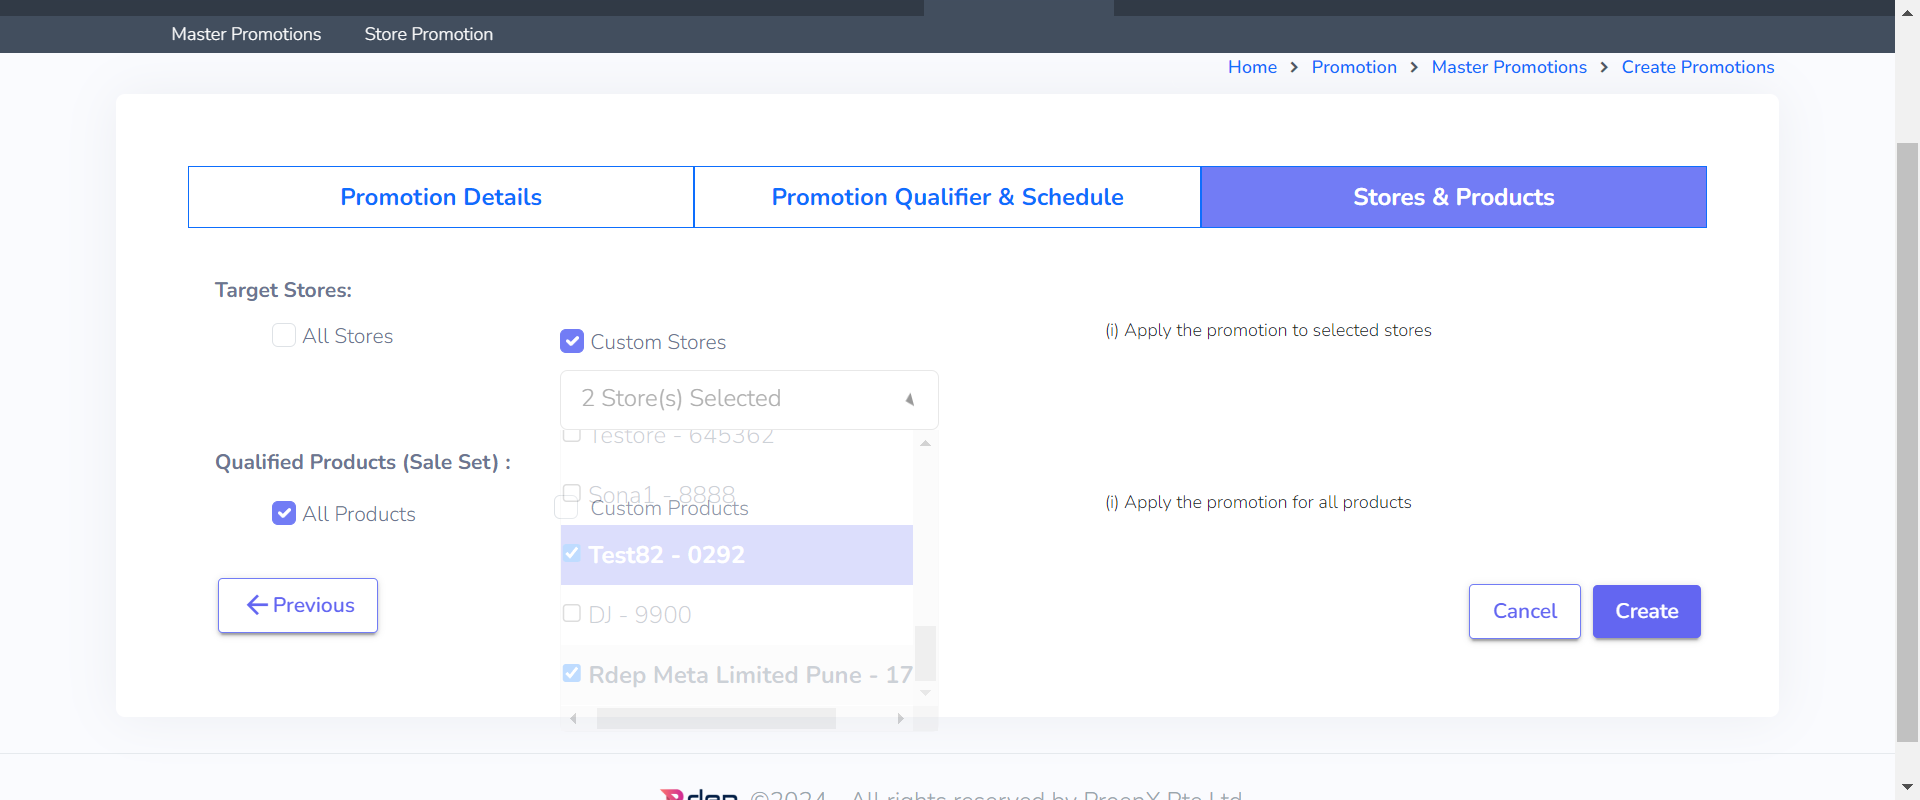 Master Promotions Store Promotion
Home > Promotion > Master Promotions > Create Promotions
Promotion Details Promotion Qualifier & Schedule Stores & Products
Target Stores:
All Stores Custom Stores (i) Apply the promotion to selected stores
2 Store(s) Selected
Testore - 645362
Qualified Products (Sale Set) :
Sona1 - 8888
All Products Custom Products (i) Apply the promotion for all products
Test82 - 0292
Previous DJ - 9900 Cancel Create
Rdep Meta Limited Pune - 17
Rdep ©2024 All rights reserved by ProenX Pte Ltd